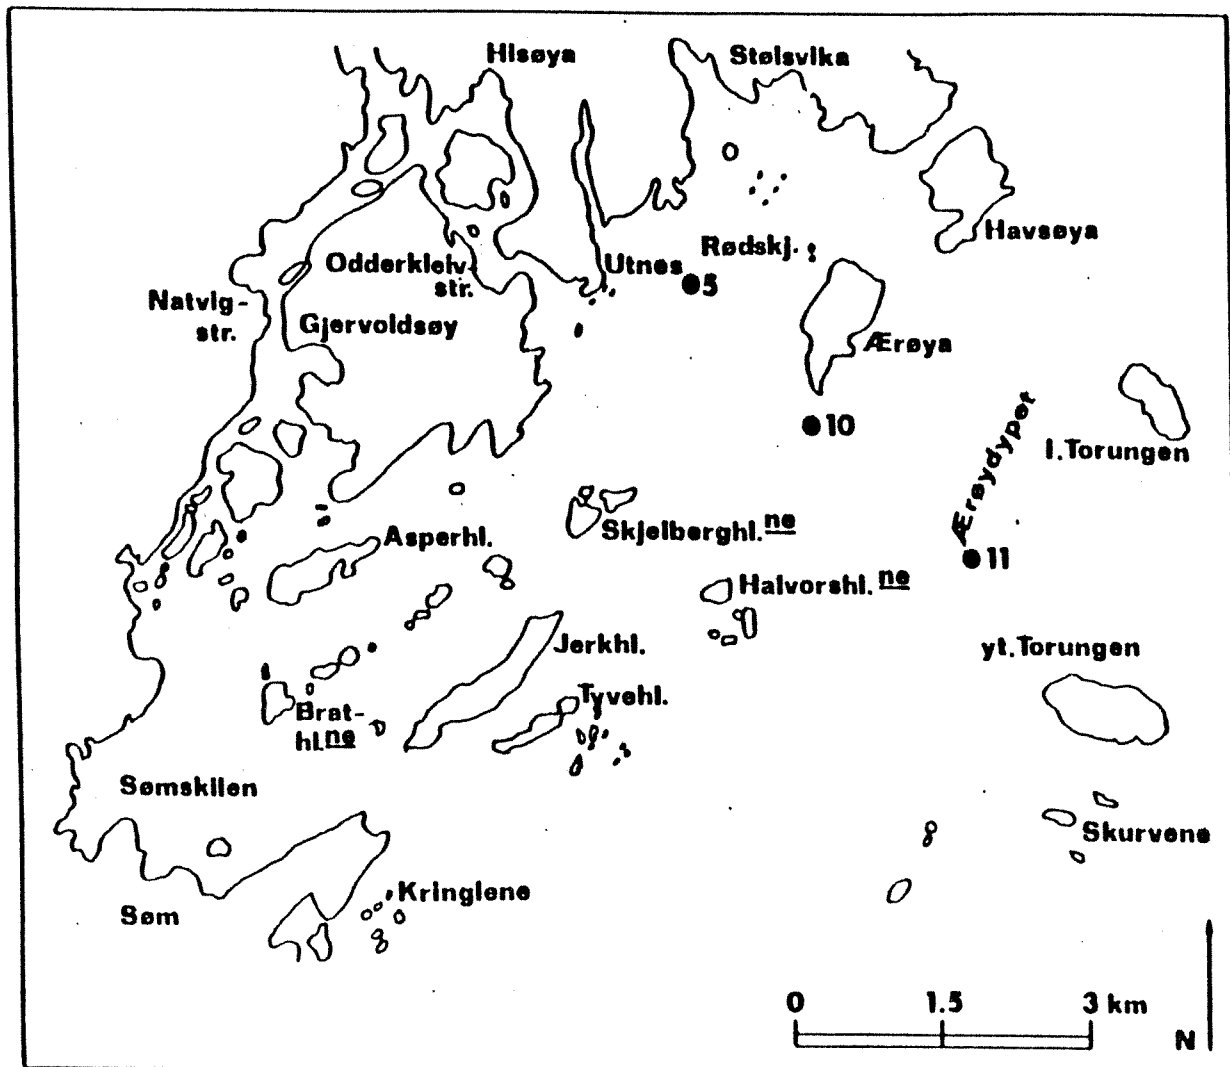 Hisøya
Stølsvika
Havsøya
Rødskj.
Utnes
5
Odderkleiv-
str.
Natvig-
str.
Gjervoldsøy
Ærøya
10
I. Torungen
Ærøydypet
11
Asperhl.
Skjelberghl.ne
Halvorshl.ne
Jerkhl.
yt. Torungen
Tyvehl.
Brat-
hl.ne
Sømskilen
Skurvene
Søm
Kringlene
0 1.5 3 km
N